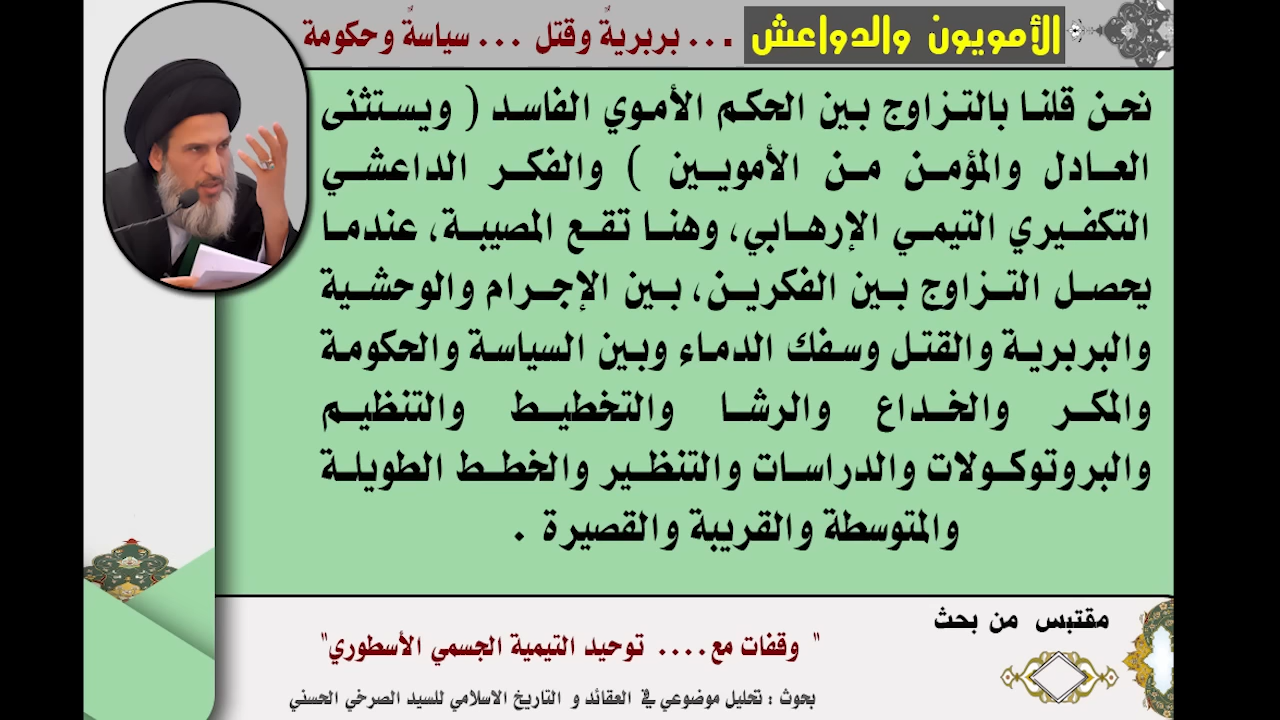 الأمويون والدواعش ... بربريةٌ وقتل ... سياسةٌ وحكومة
نحن قلنا بالتزاوج بين الحكم الأموي الفاسد ( ويستثنى
العادل والمؤمن من الأمويين ) والفكر الداعشي
التكفيري التيمي الإرهابي، وهنا تقع المصيبة، عندما
يحصل التزاوج بين الفكرين، بين الإجرام والوحشية
والبربرية والقتل وسفك الدماء وبين السياسة والحكومة
والمكر والخداع والرشا والتخطيط والتنظيم
والبروتوكولات والدراسات والتنظير والخطط الطويلة
والمتوسطة والقريبة والقصيرة .
مقتبس من بحث
" وقفات مع.... توحيد التيمية الجسمي الأسطوري"
بحوث : تحليل موضوعي في العقائد و التاريخ الاسلامي للسيد الصرخي الحسني